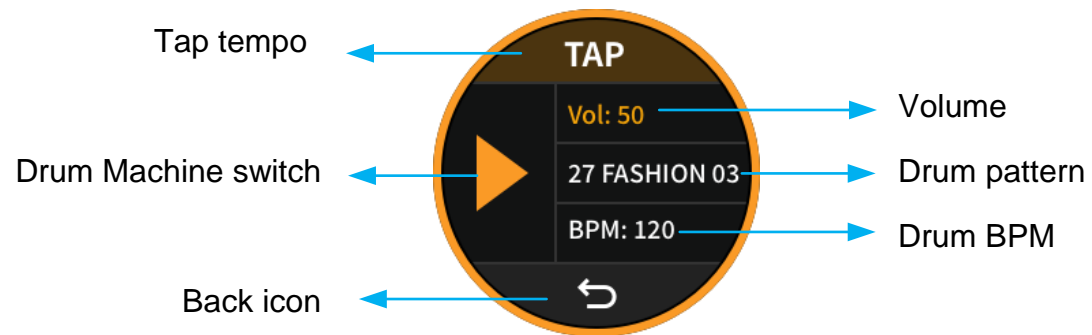 Tap tempo
TAP
Vol: 50
Volume
Drum Machine switch
27 FASHION 03
Drum pattern
BPM: 120
Drum BPM
Back icon